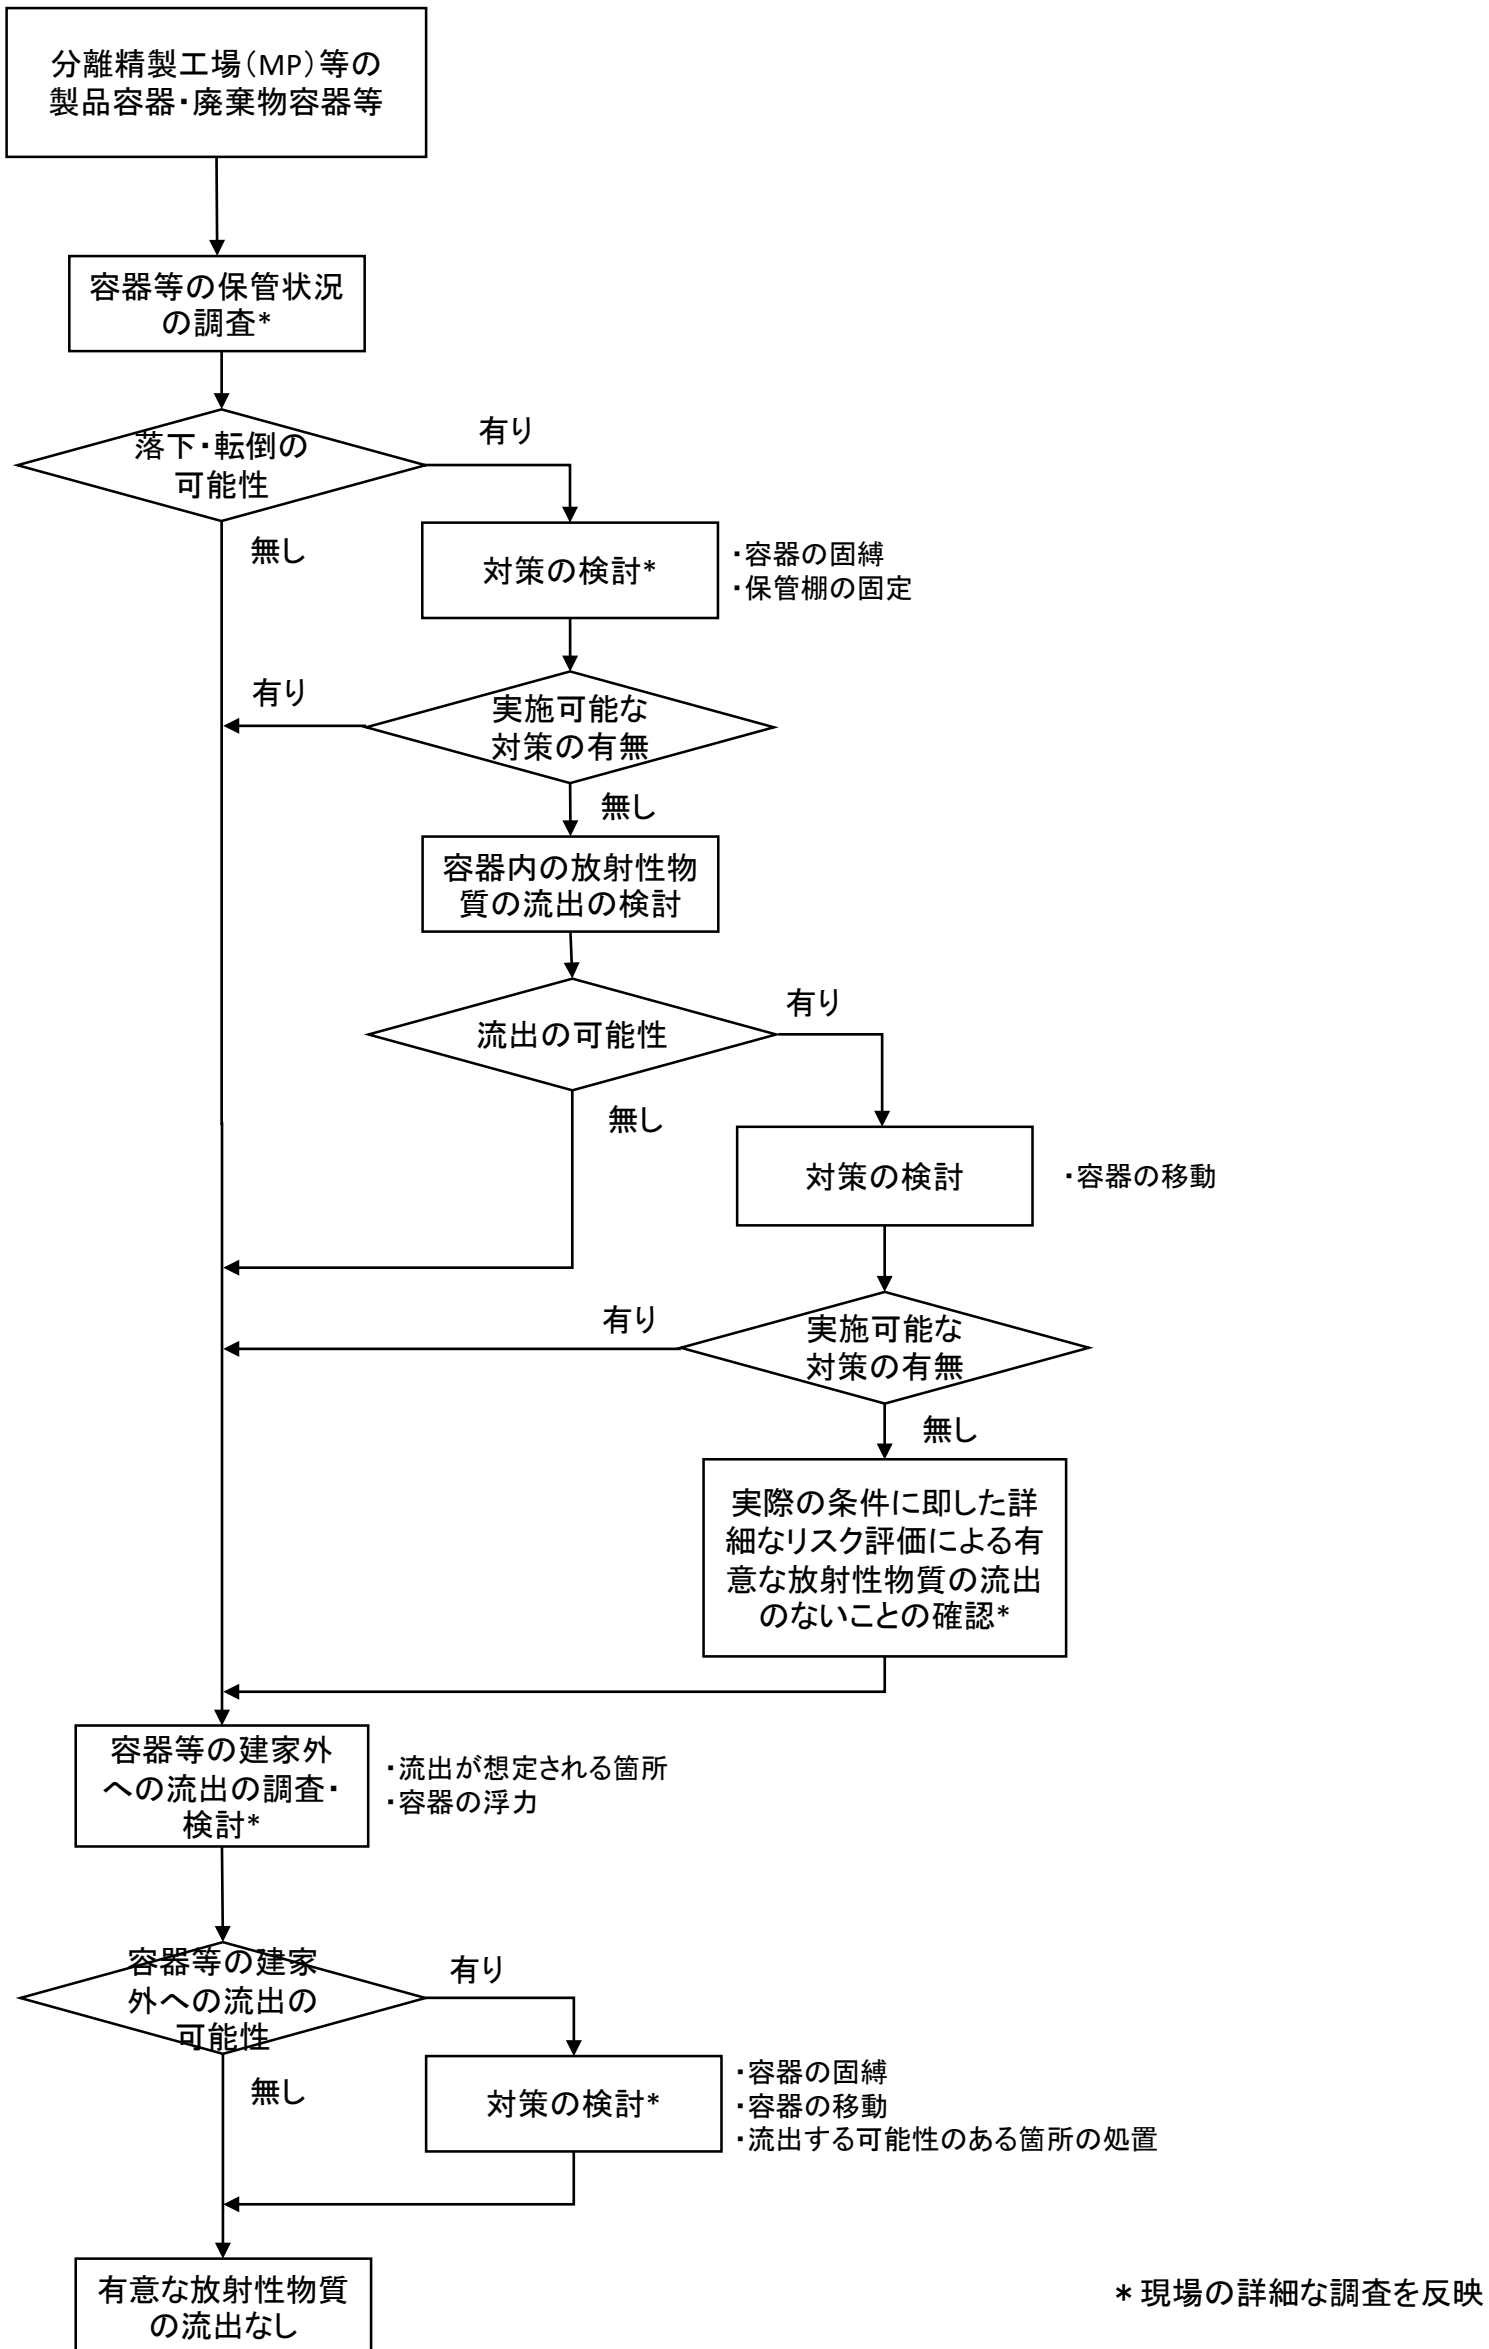 分離精製工場(MP)等の
製品容器・廃棄物容器等
容器等の保管状況
の調査*
落下・転倒の
可能性
有り
無し
対策の検討*
・容器の固縛
・保管棚の固定
有り
実施可能な
対策の有無
無し
容器内の放射性物
質の流出の検討
流出の可能性
有り
無し
対策の検討
・容器の移動
有り
実施可能な
対策の有無
無し
実際の条件に即した詳
細なリスク評価による有
意な放射性物質の流出
のないことの確認*
容器等の建家外
への流出の調査・
検討*
・流出が想定される箇所
・容器の浮力
容器等の建家
外への流出の
可能性
有り
無し
対策の検討*
・容器の固縛
・容器の移動
・流出する可能性のある箇所の処置
有意な放射性物質
の流出なし
* 現場の詳細な調査を反映